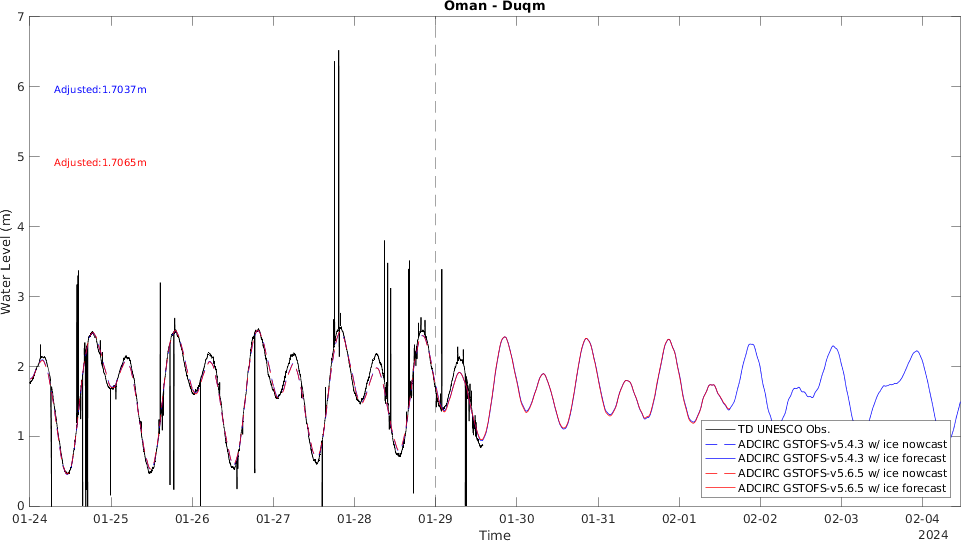 Oman - Duqm
7
6
5
4
3
2
1
0
Water Level (m)
Adjusted:1.7037m
Adjusted:1.7065m
TD UNESCO Obs.
ADCIRC GSTOFS-v5.4.3 w/ ice nowcast
ADCIRC GSTOFS-v5.4.3 w/ ice forecast
ADCIRC GSTOFS-v5.6.5 w/ ice nowcast
ADCIRC GSTOFS-v5.6.5 w/ ice forecast
01-24 01-25 01-26 01-27 01-28 01-29 01-30 01-31 02-01 02-02 02-03 02-04
Time
2024